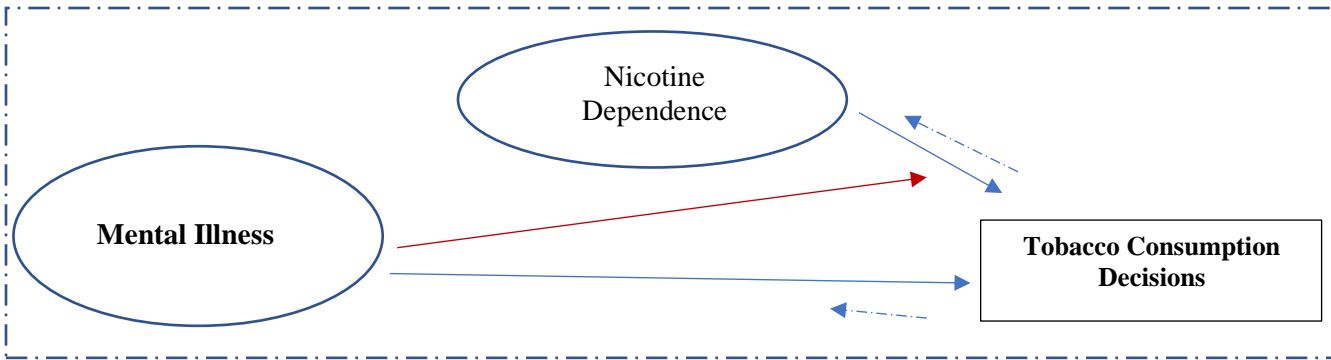 Nicotine
Dependence
Mental Illness
Tobacco Consumption
Decisions